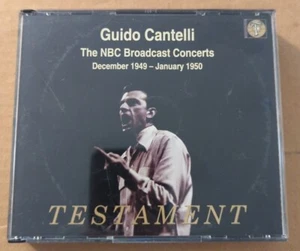 Guido Cantelli
The NBC Broadcast Concerts
December 1949 – January 1950
TESTAMENT